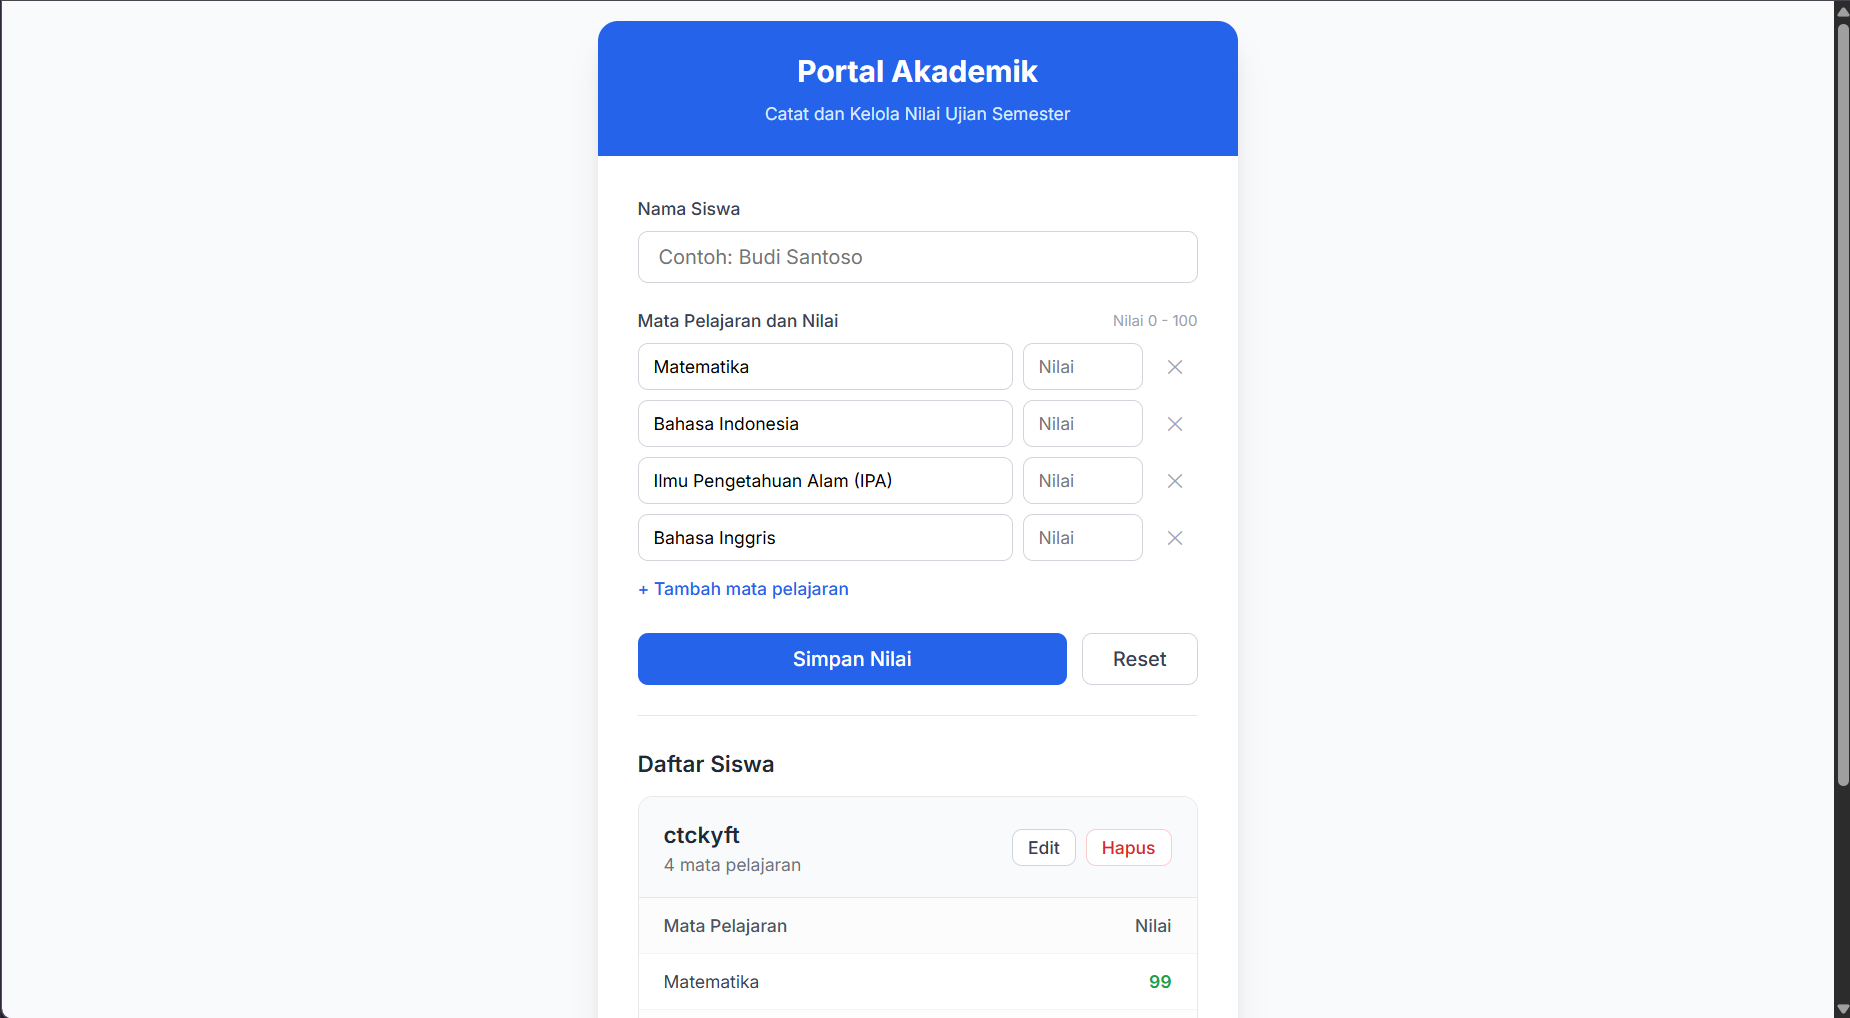 Portal Akademik
Catat dan Kelola Nilai Ujian Semester
Nama Siswa
Contoh: Budi Santoso
Mata Pelajaran dan Nilai Nilai 0 - 100
Matematika Nilai
Bahasa Indonesia Nilai
Ilmu Pengetahuan Alam (IPA) Nilai
Bahasa Inggris Nilai
+ Tambah mata pelajaran
Simpan Nilai Reset
Daftar Siswa
ctckyft
4 mata pelajaran
Edit Hapus
Mata Pelajaran Nilai
Matematika 99